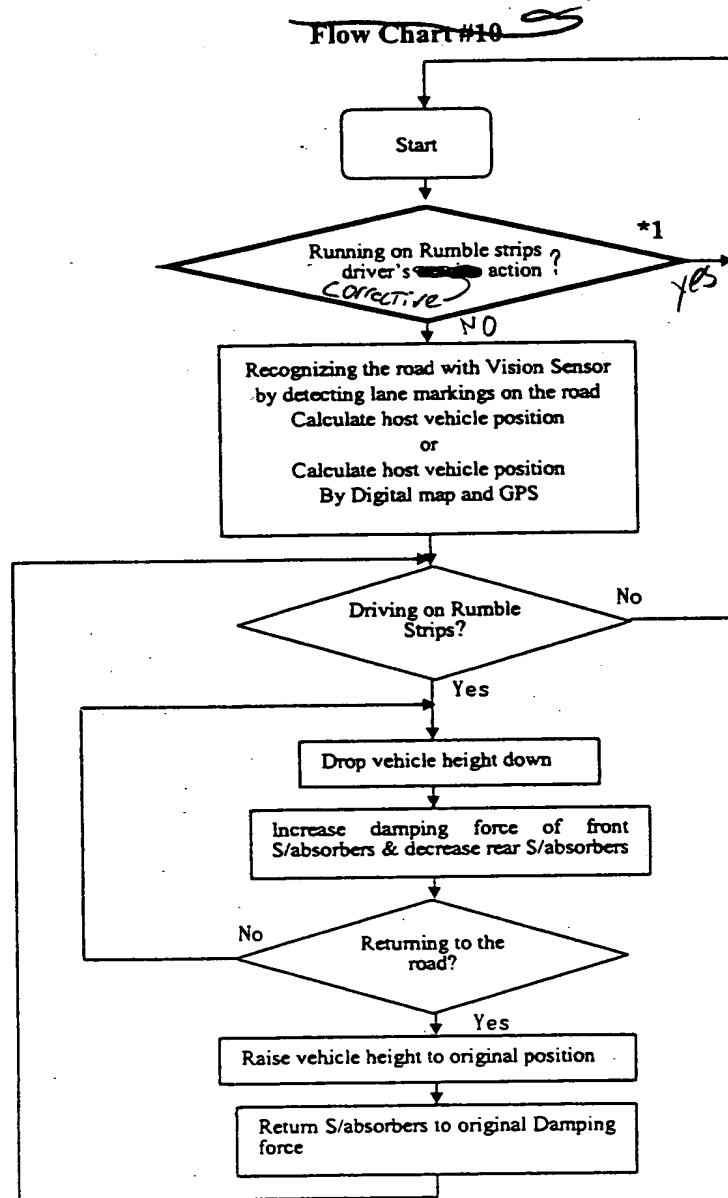 Flow Chart #10
Start
*1
Running on Rumble strips
driver's action ?
corrective
yes
NO
Recognizing the road with Vision Sensor
by detecting lane markings on the road
Calculate host vehicle position
or
Calculate host vehicle position
By Digital map and GPS
Driving on Rumble
Strips?
No
Yes
Drop vehicle height down
Increase damping force of front
S/absorbers & decrease rear S/absorbers
No
Returning to the
road?
Yes
Raise vehicle height to original position
Return S/absorbers to original Damping
force